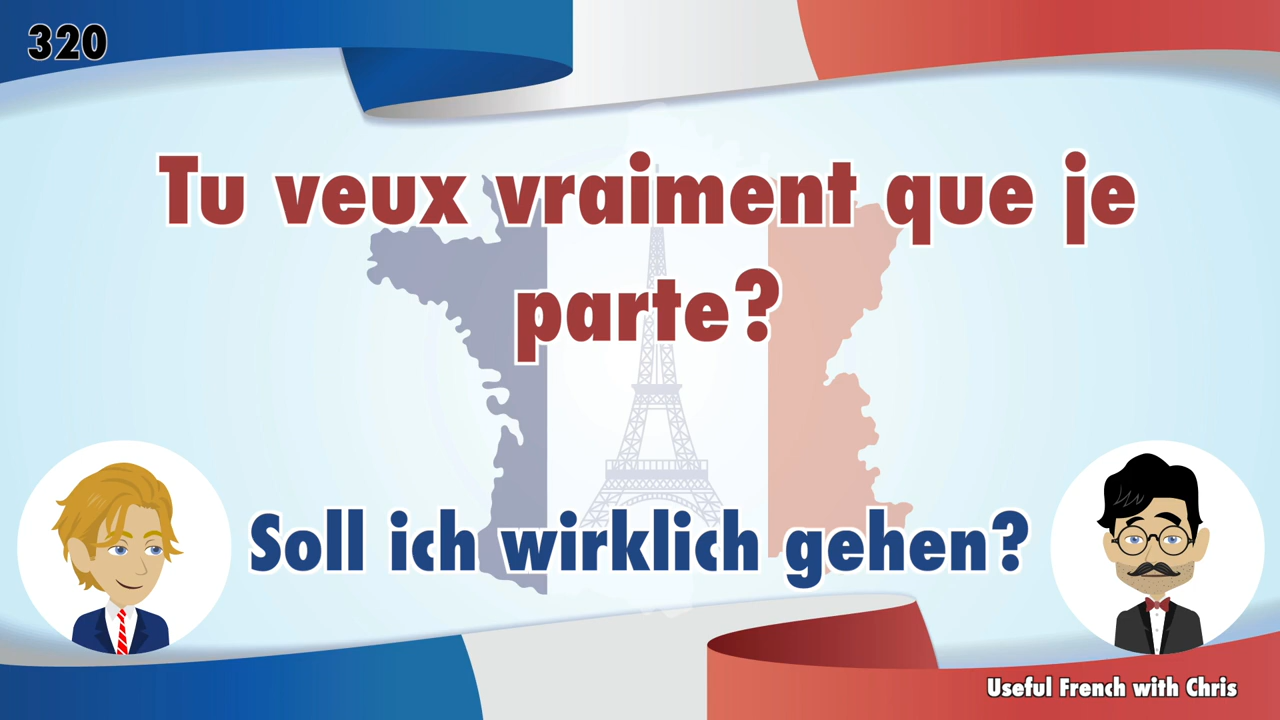 320
Tu veux vraiment que je
parte?
Soll ich wirklich gehen?
Useful French with Chris